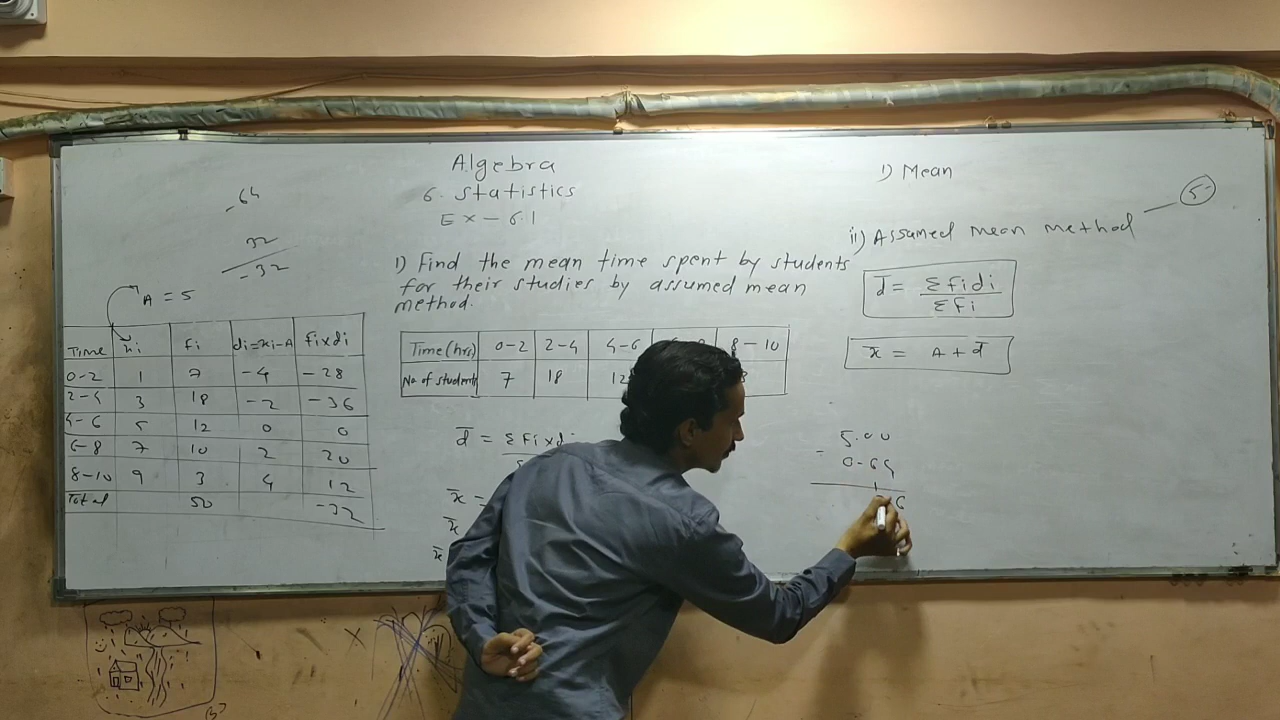 Algebra
6. Statistics
Ex - 6.1
1) Find the mean time spent by students
for their studies by assumed mean
method.
Time (hrs) 0-2 2-4 4-6 8-10
No. of students 7 18 12
d̄ = Σfixdi
x̄ =
x̄
x̄
-64
32
-32
A = 5
Time xi fi di=xi-A fixdi
0-2 1 7 -4 -28
2-4 3 18 -2 -36
4-6 5 12 0 0
6-8 7 10 2 20
8-10 9 3 4 12
Total 50 -32
i) Mean
ii) Assumed mean method 5
d̄ = Σfidi
Σfi
x̄ = A + d̄
5.00
- 0.64
6